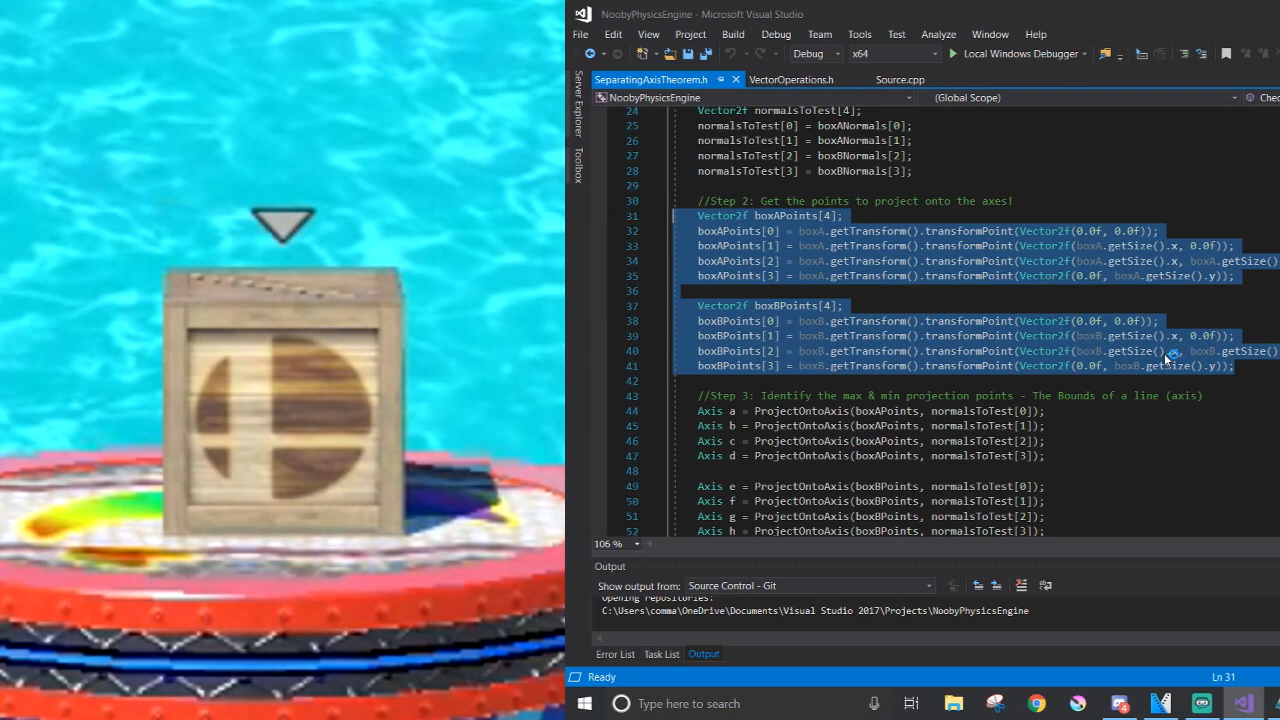 NoobyPhysicsEngine - Microsoft Visual Studio
File Edit View Project Build Debug Team Tools Test Analyze Window Help
Debug x64 Local Windows Debugger
SeparatingAxisTheorem.h VectorOperations.h Source.cpp
NoobyPhysicsEngine (Global Scope) Chec
Server Explorer
Toolbox
24 Vector2f normalsToTest[4];
25 normalsToTest[0] = boxANormals[0];
26 normalsToTest[1] = boxANormals[1];
27 normalsToTest[2] = boxBNormals[2];
28 normalsToTest[3] = boxBNormals[3];
29
30 //Step 2: Get the points to project onto the axes!
31 Vector2f boxAPoints[4];
32 boxAPoints[0] = boxA.getTransform().transformPoint(Vector2f(0.0f, 0.0f));
33 boxAPoints[1] = boxA.getTransform().transformPoint(Vector2f(boxA.getSize().x, 0.0f));
34 boxAPoints[2] = boxA.getTransform().transformPoint(Vector2f(boxA.getSize().x, boxA.getSize()
35 boxAPoints[3] = boxA.getTransform().transformPoint(Vector2f(0.0f, boxA.getSize().y));
36
37 Vector2f boxBPoints[4];
38 boxBPoints[0] = boxB.getTransform().transformPoint(Vector2f(0.0f, 0.0f));
39 boxBPoints[1] = boxB.getTransform().transformPoint(Vector2f(boxB.getSize().x, 0.0f));
40 boxBPoints[2] = boxB.getTransform().transformPoint(Vector2f(boxB.getSize(). , boxB.getSize()
41 boxBPoints[3] = boxB.getTransform().transformPoint(Vector2f(0.0f, boxB.getSize().y));
42
43 //Step 3: Identify the max & min projection points - The Bounds of a line (axis)
44 Axis a = ProjectOntoAxis(boxAPoints, normalsToTest[0]);
45 Axis b = ProjectOntoAxis(boxAPoints, normalsToTest[1]);
46 Axis c = ProjectOntoAxis(boxAPoints, normalsToTest[2]);
47 Axis d = ProjectOntoAxis(boxAPoints, normalsToTest[3]);
48
49 Axis e = ProjectOntoAxis(boxBPoints, normalsToTest[0]);
50 Axis f = ProjectOntoAxis(boxBPoints, normalsToTest[1]);
51 Axis g = ProjectOntoAxis(boxBPoints, normalsToTest[2]);
52 Axis h = ProjectOntoAxis(boxBPoints, normalsToTest[3]);
106 %
Output
Show output from: Source Control - Git
Opening repositories:
C:\Users\comma\OneDrive\Documents\Visual Studio 2017\Projects\NoobyPhysicsEngine
Error List Task List Output
Ready Ln 31
Type here to search 4